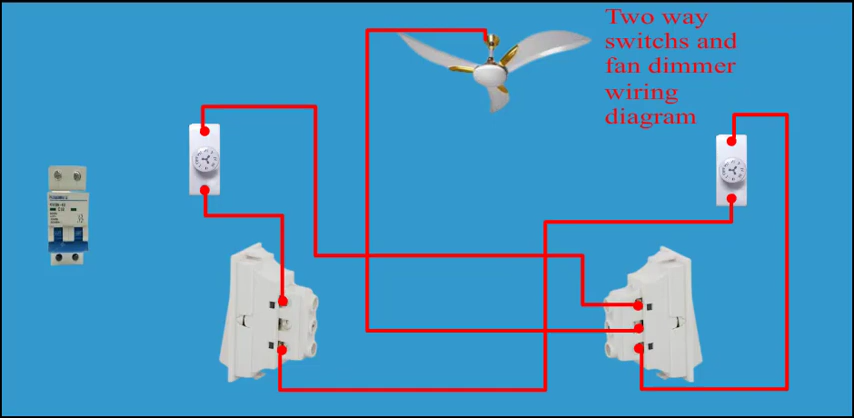 Two way
switchs and
fan dimmer
wiring
diagram